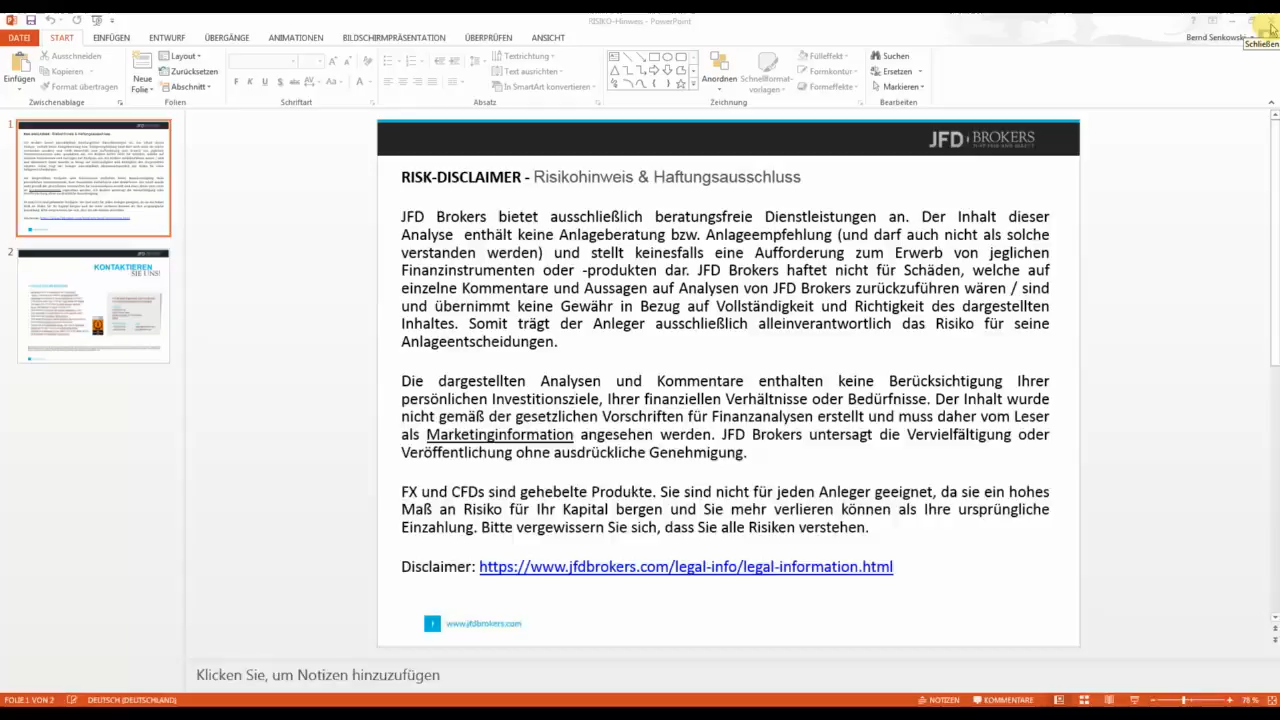 RISIKO-Hinweis - PowerPoint
DATEI START EINFÜGEN ENTWURF ÜBERGÄNGE ANIMATIONEN BILDSCHIRMPRÄSENTATION ÜBERPRÜFEN ANSICHT
Bernd Senkowski
Schließen
Einfügen
Ausschneiden
Kopieren
Format übertragen
Zwischenablage
Neue
Folie
Layout
Zurücksetzen
Abschnitt
Folien
F K U S
Schriftart
Textrichtung
Text ausrichten
In SmartArt konvertieren
Absatz
Anordnen
Schnellformat-
vorlagen
Fülleffekt
Formkontur
Formeffekte
Zeichnung
Suchen
Ersetzen
Markieren
Bearbeiten
1
2
KONTAKTIEREN
SIE UNS!
JFD BROKERS
RISK-DISCLAIMER - Risikohinweis & Haftungsausschluss
JFD Brokers bietet ausschließlich beratungsfreie Dienstleistungen an. Der Inhalt dieser
Analyse enthält keine Anlageberatung bzw. Anlageempfehlung (und darf auch nicht als solche
verstanden werden) und stellt keinesfalls eine Aufforderung zum Erwerb von jeglichen
Finanzinstrumenten oder -produkten dar. JFD Brokers haftet nicht für Schäden, welche auf
einzelne Kommentare und Aussagen auf Analysen von JFD Brokers zurückzuführen wären / sind
und übernimmt keine Gewähr in Bezug auf Vollständigkeit und Richtigkeit des dargestellten
Inhaltes. Somit trägt der Anleger ausschließlich alleinverantwortlich das Risiko für seine
Anlageentscheidungen.
Die dargestellten Analysen und Kommentare enthalten keine Berücksichtigung Ihrer
persönlichen Investitionsziele, Ihrer finanziellen Verhältnisse oder Bedürfnisse. Der Inhalt wurde
nicht gemäß der gesetzlichen Vorschriften für Finanzanalysen erstellt und muss daher vom Leser
als Marketinginformation angesehen werden. JFD Brokers untersagt die Vervielfältigung oder
Veröffentlichung ohne ausdrückliche Genehmigung.
FX und CFDs sind gehebelte Produkte. Sie sind nicht für jeden Anleger geeignet, da sie ein hohes
Maß an Risiko für Ihr Kapital bergen und Sie mehr verlieren können als Ihre ursprüngliche
Einzahlung. Bitte vergewissern Sie sich, dass Sie alle Risiken verstehen.
Disclaimer: https://www.jfdbrokers.com/legal-info/legal-information.html
www.jfdbrokers.com
Klicken Sie, um Notizen hinzuzufügen
FOLIE 1 VON 2 DEUTSCH (DEUTSCHLAND) NOTIZEN KOMMENTARE 78 %